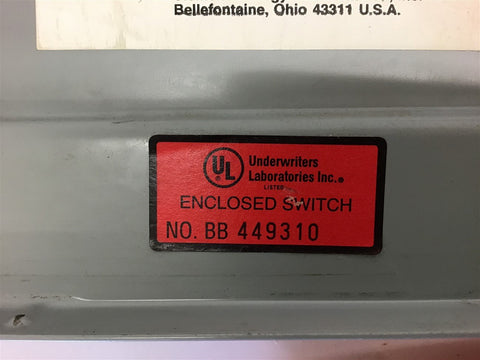 Bellefontaine, Ohio 43311 U.S.A.
UL
Underwriters
Laboratories Inc.®
LISTED
ENCLOSED SWITCH
NO. BB 449310